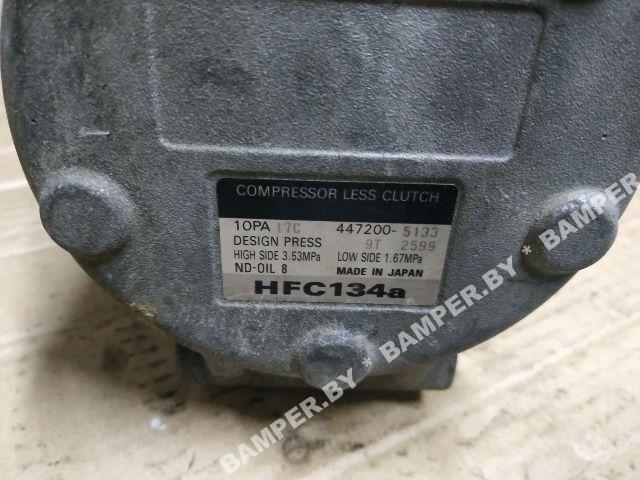 COMPRESSOR LESS CLUTCH
10PA 17C 447200-5133
DESIGN PRESS 9T 2599
HIGH SIDE 3.53MPa LOW SIDE 1.67MPa
ND-OIL 8 MADE IN JAPAN
HFC134a
* BAMPER.BY * BAMPER.BY * BAMPER.BY